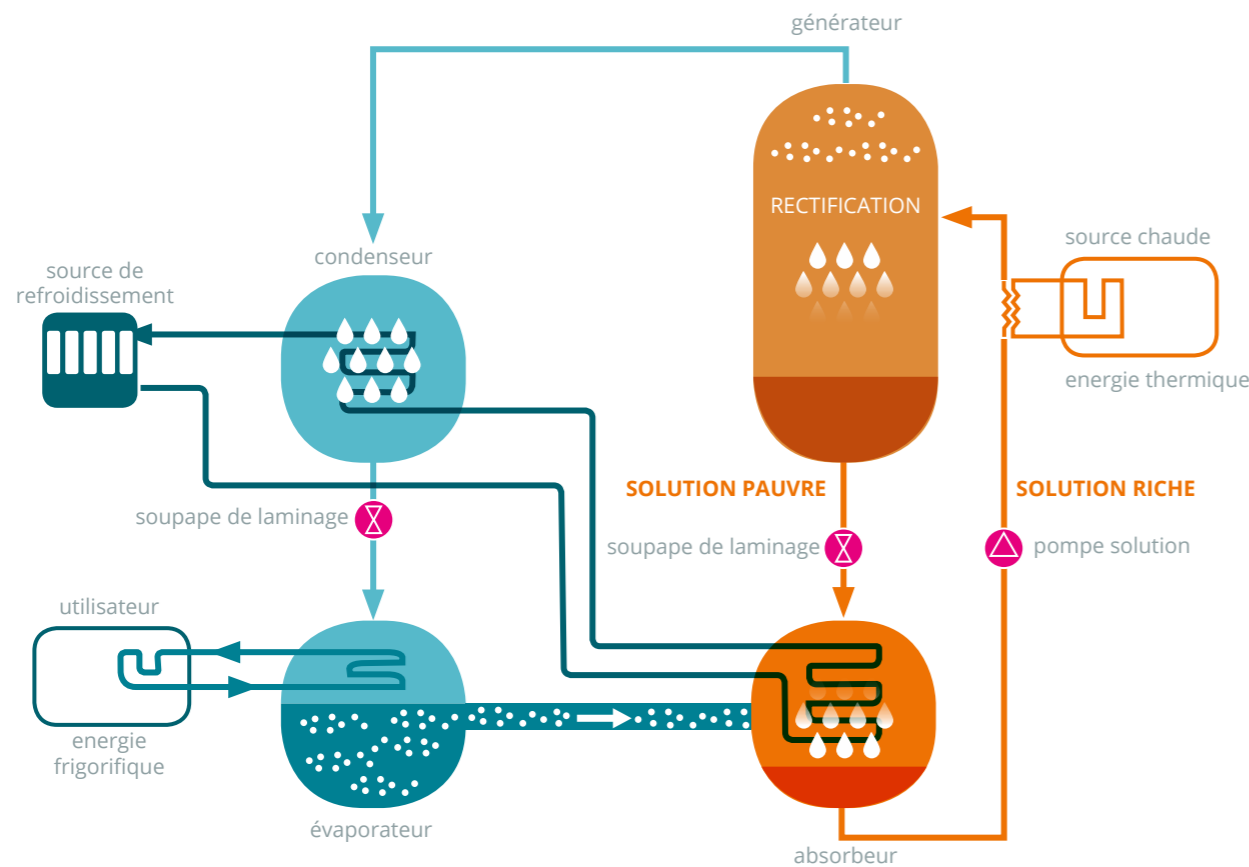 générateur
RECTIFICATION
condenseur
source chaude
source de
refroidissement
energie thermique
SOLUTION PAUVRE
SOLUTION RICHE
soupape de laminage
soupape de laminage
pompe solution
utilisateur
energie
frigorifique
évaporateur
absorbeur